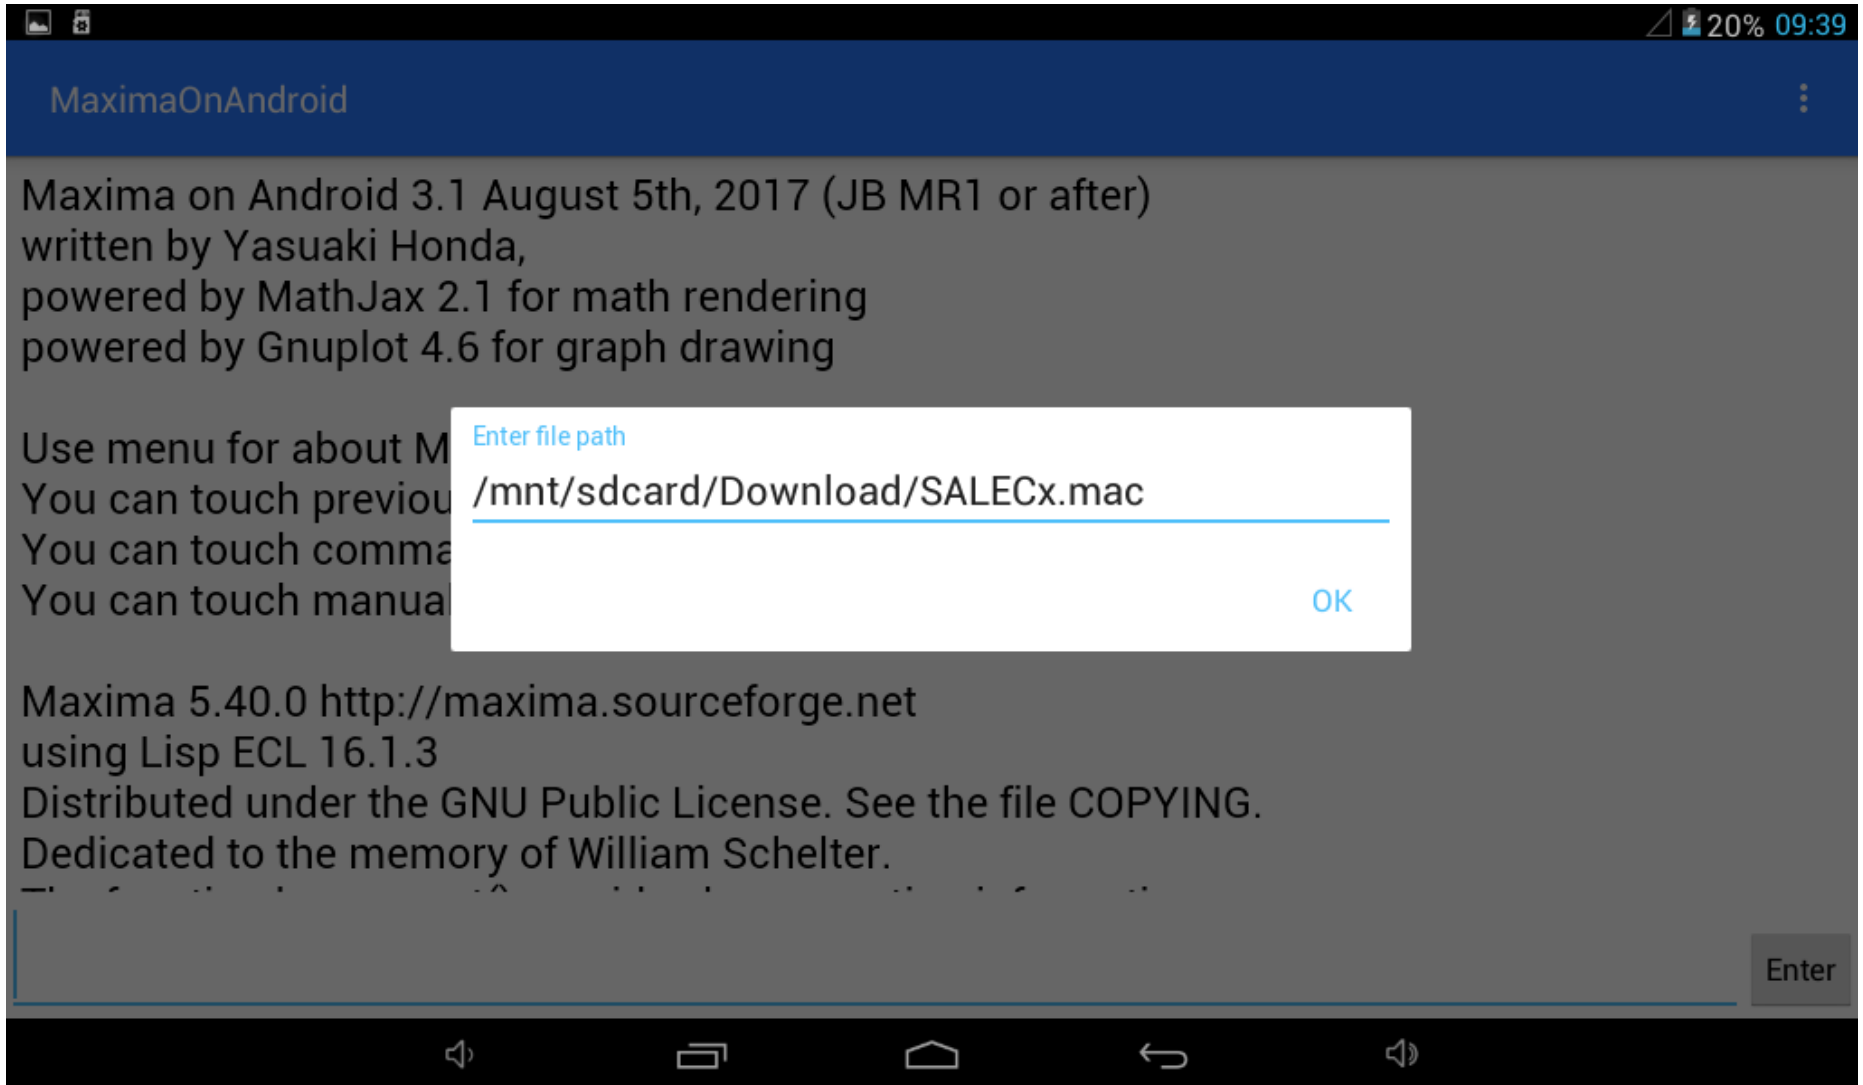 20% 09:39
MaximaOnAndroid
Maxima on Android 3.1 August 5th, 2017 (JB MR1 or after)
written by Yasuaki Honda,
powered by MathJax 2.1 for math rendering
powered by Gnuplot 4.6 for graph drawing
Use menu for about M
You can touch previou
You can touch comma
You can touch manual
Enter file path
/mnt/sdcard/Download/SALECx.mac
OK
Maxima 5.40.0 http://maxima.sourceforge.net
using Lisp ECL 16.1.3
Distributed under the GNU Public License. See the file COPYING.
Dedicated to the memory of William Schelter.
Enter